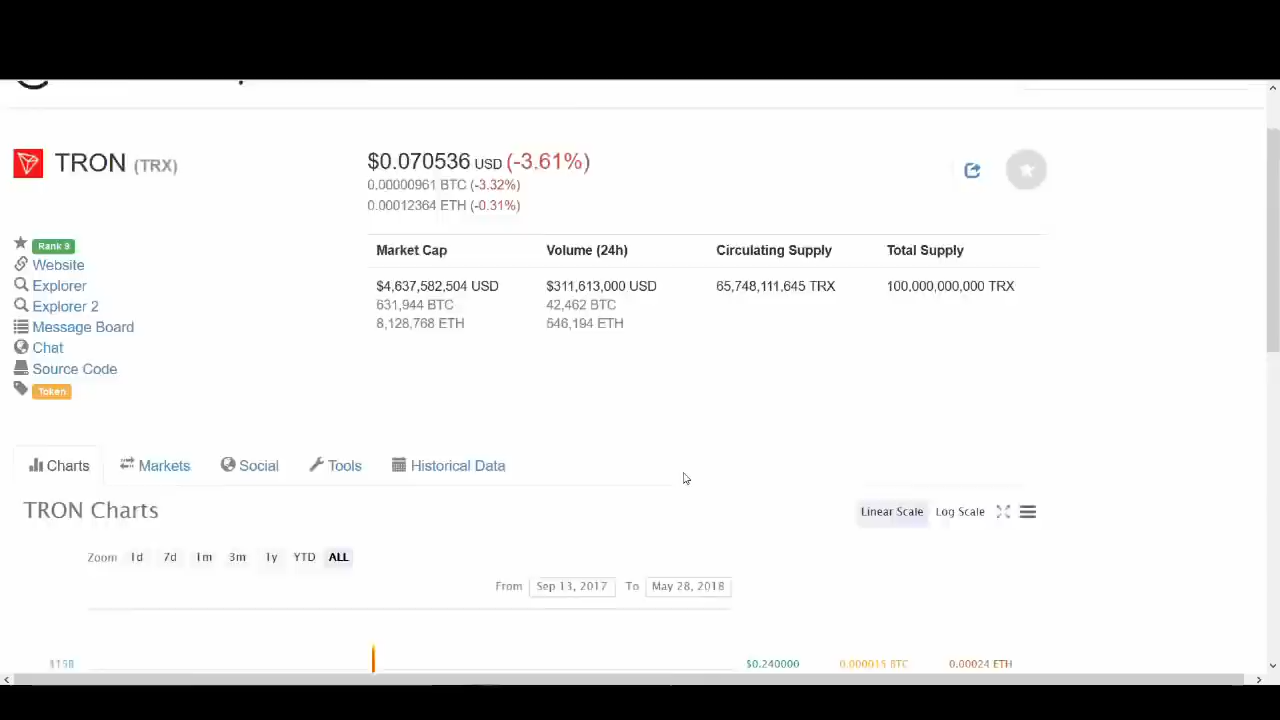 TRON (TRX)
$0.070536 USD (-3.61%)
0.00000961 BTC (-3.32%)
0.00012364 ETH (-0.31%)
Market Cap Volume (24h) Circulating Supply Total Supply
$4,637,582,504 USD $311,613,000 USD 65,748,111,645 TRX 100,000,000,000 TRX
631,944 BTC 42,462 BTC
8,128,768 ETH 546,194 ETH
Rank 9
Website
Explorer
Explorer 2
Message Board
Chat
Source Code
Token
Charts Markets Social Tools Historical Data
TRON Charts
Linear Scale Log Scale
Zoom 1d 7d 1m 3m 1y YTD ALL
From Sep 13, 2017 To May 28, 2018
$15B $0.240000 0.000015 BTC 0.00024 ETH